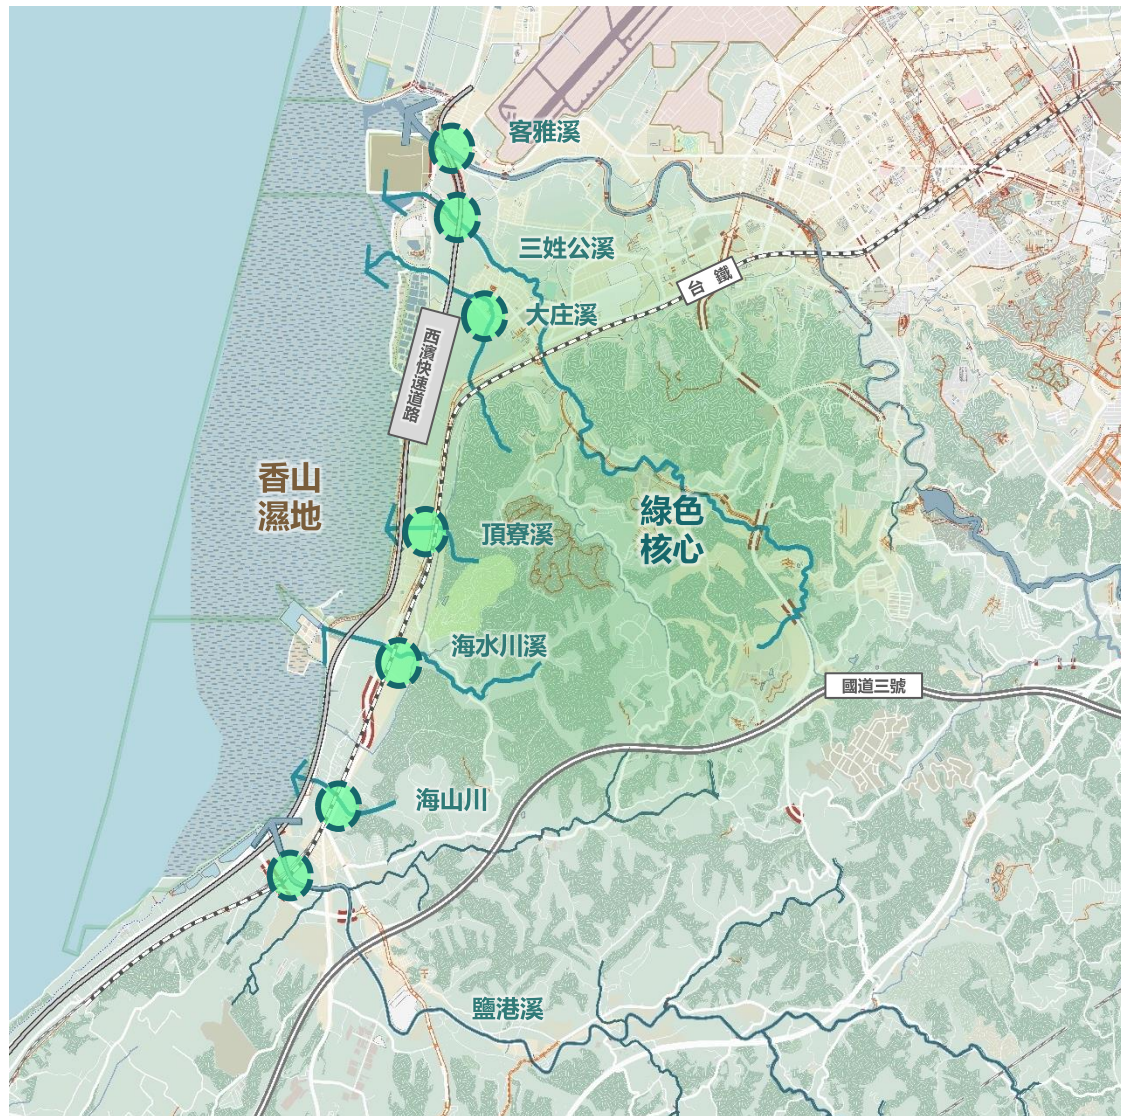 客雅溪
三姓公溪
台鐵
大庄溪
西濱快速道路
香山
濕地
綠色
核心
頂寮溪
海水川溪
國道三號
海山川
鹽港溪